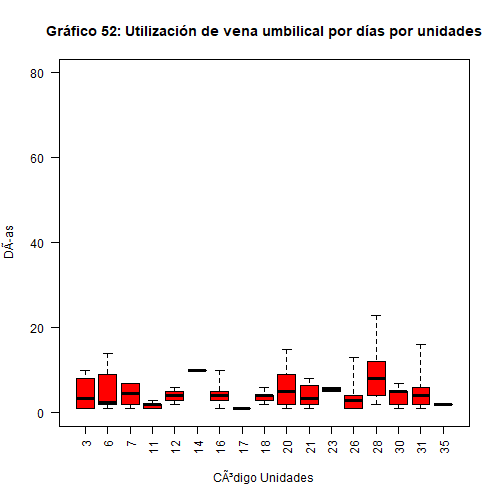 Gráfico 52: Utilización de vena umbilical por días por unidades
80
60
40
20
0
DÃ-as
3 6 7 11 12 14 16 17 18 20 21 23 26 28 30 31 35
CÃ³digo Unidades